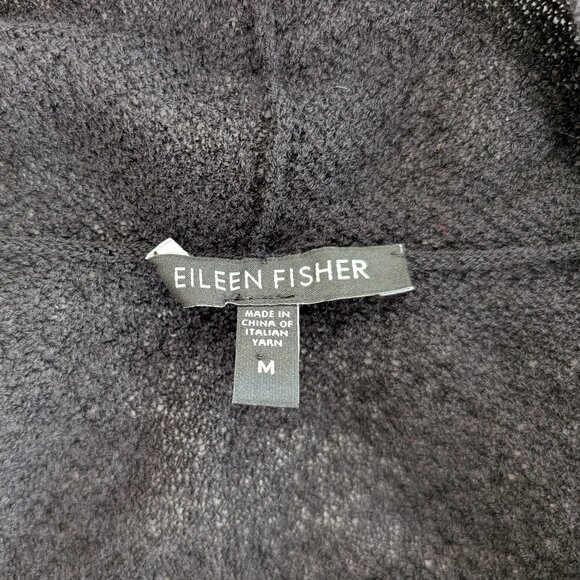 EILEEN FISHER
MADE IN
CHINA OF
ITALIAN
YARN
M